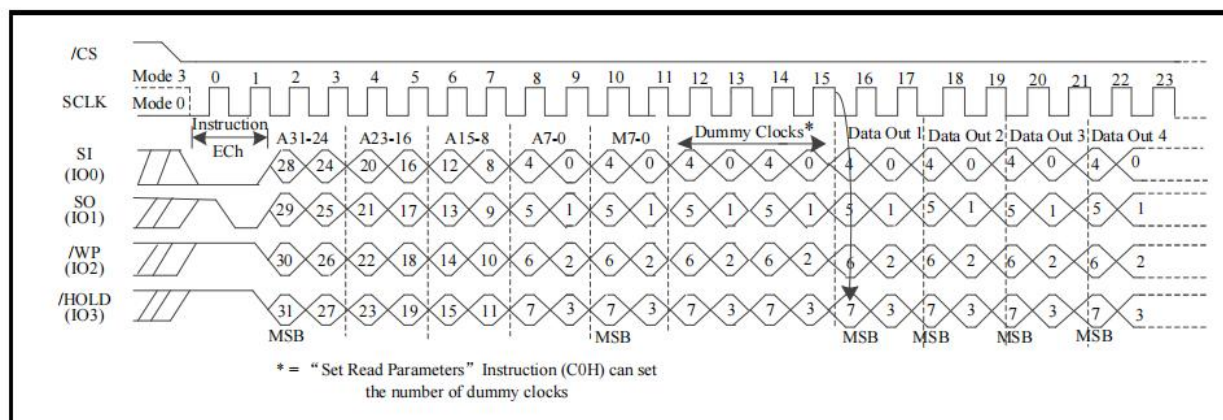 /CS
Mode 3 0 1 2 3 4 5 6 7 8 9 10 11 12 13 14 15 16 17 18 19 20 21 22 23
SCLK Mode 0
Instruction A31-24 A23-16 A15-8 A7-0 M7-0 Dummy Clocks* Data Out 1 Data Out 2 Data Out 3 Data Out 4
ECh
SI 28 24 20 16 12 8 4 0 4 0 4 0 4 0 4 0 4 0 4 0 4 0
(IO0)
SO 29 25 21 17 13 9 5 1 5 1 5 1 5 1 5 1 5 1 5 1 5 1
(IO1)
/WP 30 26 22 18 14 10 6 2 6 2 6 2 6 2 6 2 6 2 6 2 6 2
(IO2)
/HOLD 31 27 23 19 15 11 7 3 7 3 7 3 7 3 7 3 7 3 7 3 7 3
(IO3)
MSB MSB MSB MSB MSB MSB
* = “Set Read Parameters” Instruction (C0H) can set
the number of dummy clocks